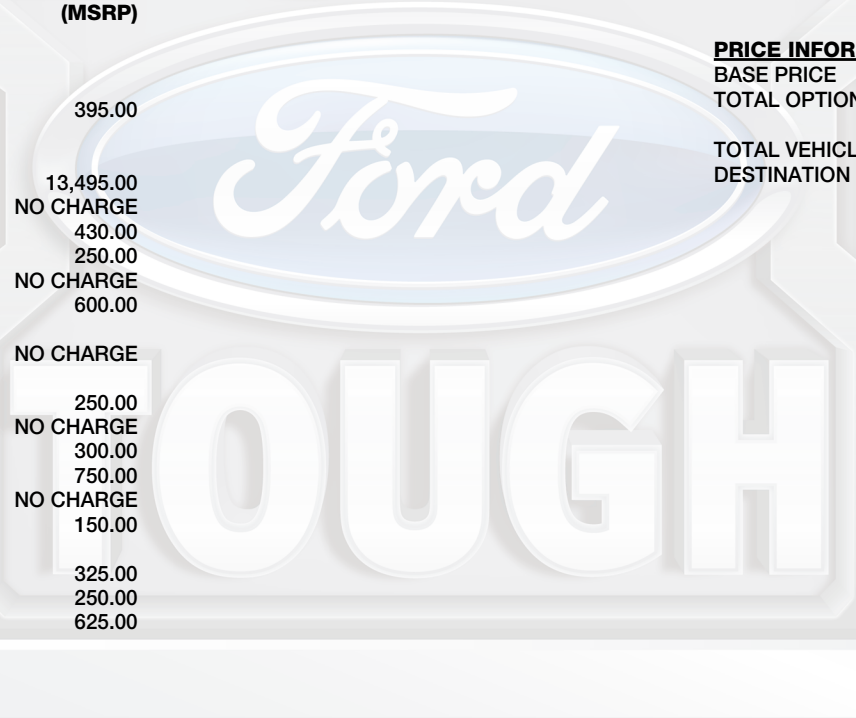 (MSRP)
395.00
13,495.00
NO CHARGE
430.00
250.00
NO CHARGE
600.00
NO CHARGE
250.00
NO CHARGE
300.00
750.00
NO CHARGE
150.00
325.00
250.00
625.00
PRICE INFOR
BASE PRICE
TOTAL OPTION
TOTAL VEHICL
DESTINATION
Ford
TOUGH